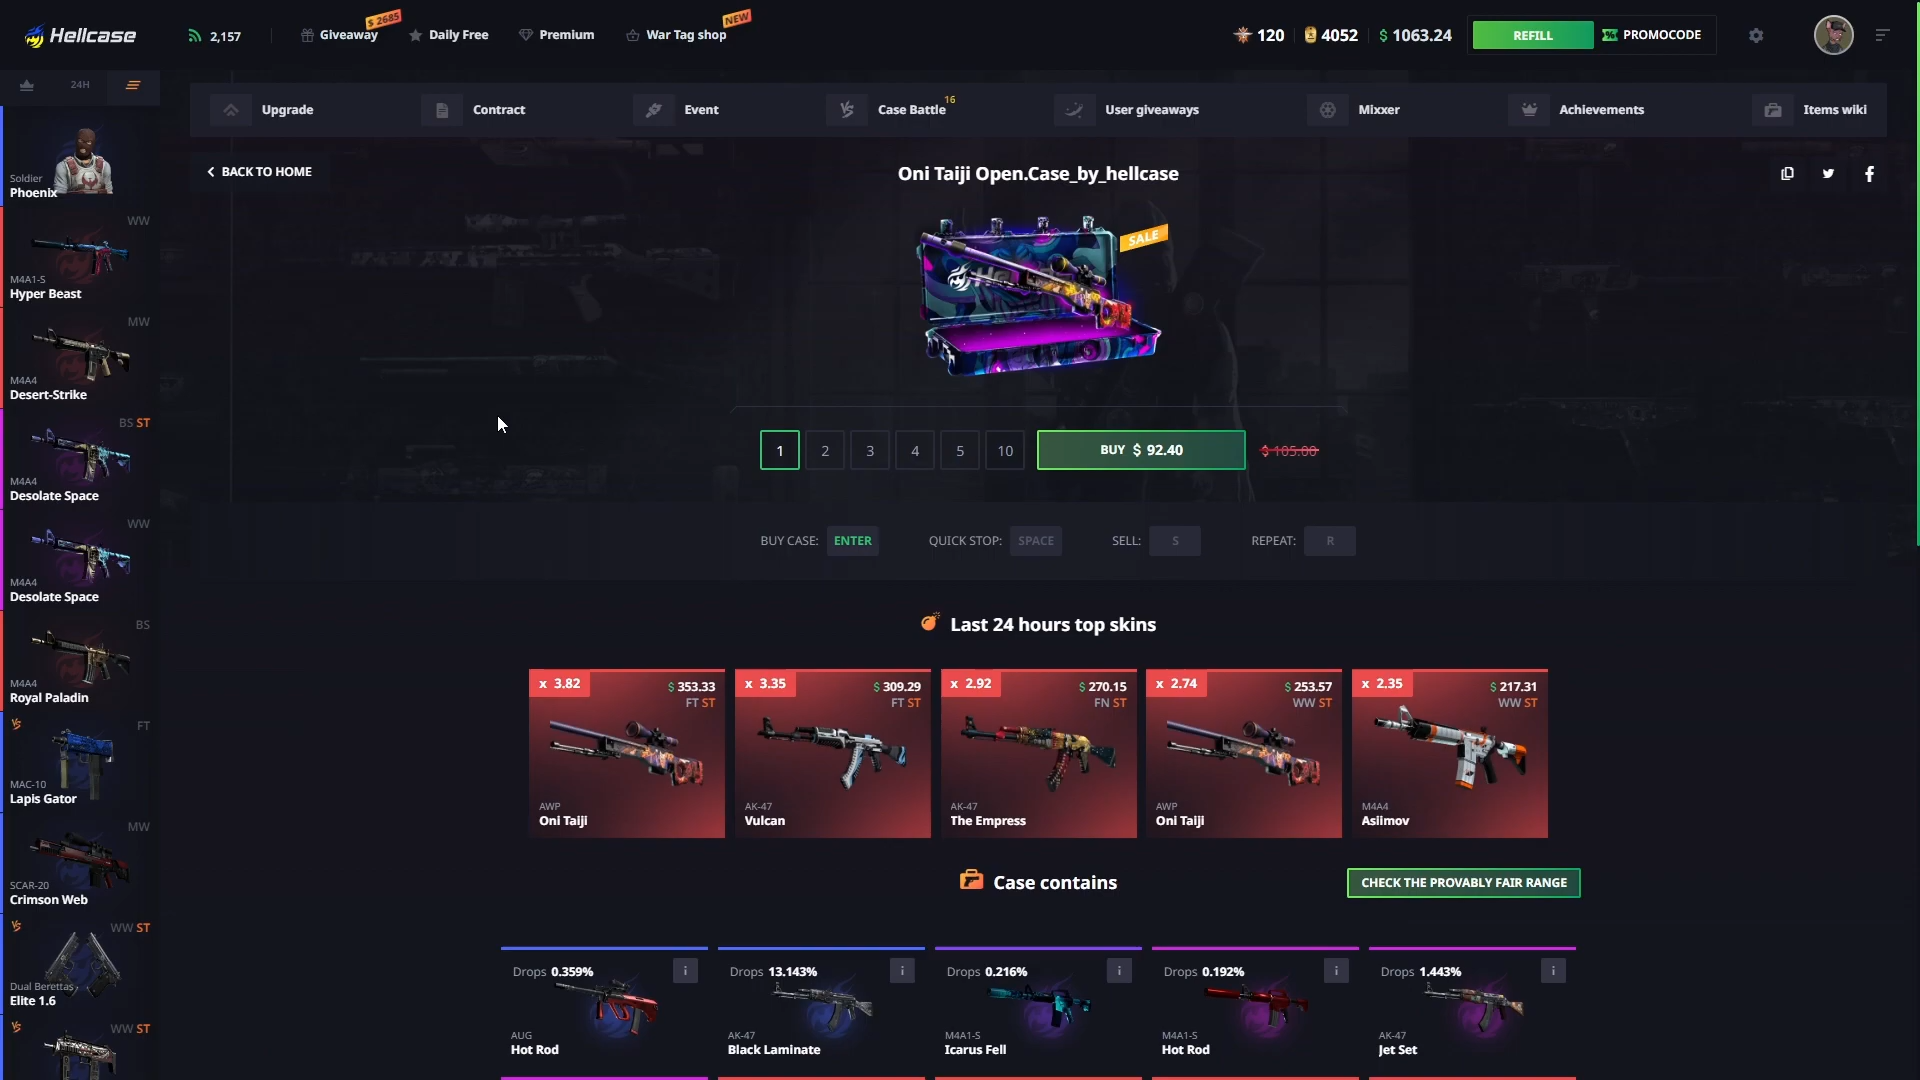 Hellcase
2,157
Giveaway
$ 2685
Daily Free
Premium
War Tag shop
NEW
120
4052
$ 1063.24
REFILL
PROMOCODE
24H
Upgrade
Contract
Event
Case Battle
16
User giveaways
Mixxer
Achievements
Items wiki
BACK TO HOME
Oni Taiji Open.Case_by_hellcase
SALE
1
2
3
4
5
10
BUY $ 92.40
$ 105.00
BUY CASE: ENTER
QUICK STOP: SPACE
SELL: S
REPEAT: R
Last 24 hours top skins
x 3.82
$ 353.33
FT ST
AWP
Oni Taiji
x 3.35
$ 309.29
FT ST
AK-47
Vulcan
x 2.92
$ 270.15
FN ST
AK-47
The Empress
x 2.74
$ 253.57
WW ST
AWP
Oni Taiji
x 2.35
$ 217.31
WW ST
M4A4
Asiimov
Case contains
CHECK THE PROVABLY FAIR RANGE
Drops 0.359%
i
AUG
Hot Rod
Drops 13.143%
i
AK-47
Black Laminate
Drops 0.216%
i
M4A1-S
Icarus Fell
Drops 0.192%
i
M4A1-S
Hot Rod
Drops 1.443%
i
AK-47
Jet Set
Soldier
Phoenix
WW
M4A1-S
Hyper Beast
MW
M4A4
Desert-Strike
BS ST
M4A4
Desolate Space
WW
M4A4
Desolate Space
BS
M4A4
Royal Paladin
VS
FT
MAC-10
Lapis Gator
MW
SCAR-20
Crimson Web
VS
WW ST
Dual Berettas
Elite 1.6
VS
WW ST